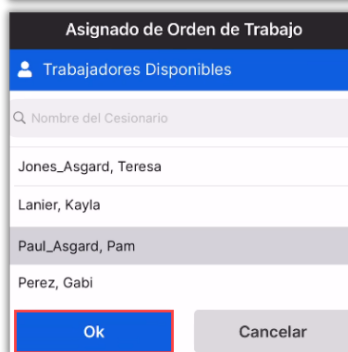 Asignado de Orden de Trabajo
Trabajadores Disponibles
Nombre del Cesionario
Jones_Asgard, Teresa
Lanier, Kayla
Paul_Asgard, Pam
Perez, Gabi
Ok Cancelar